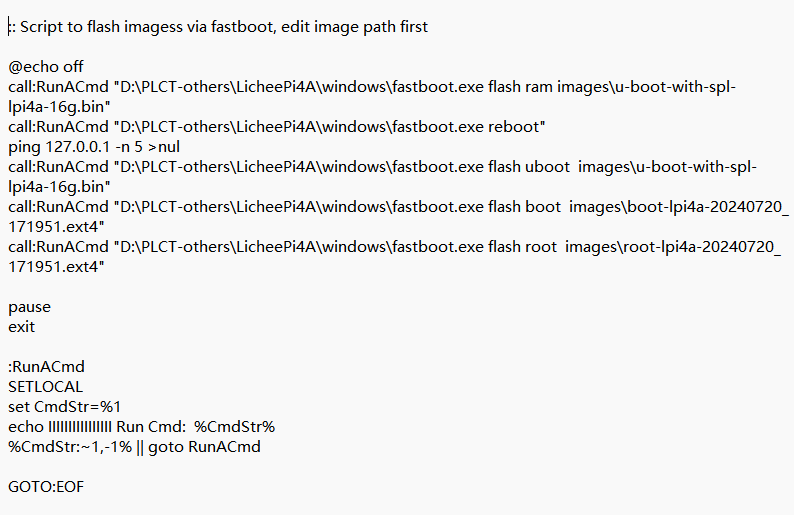 :: Script to flash imagess via fastboot, edit image path first
@echo off
call:RunACmd "D:\PLCT-others\LicheePi4A\windows\fastboot.exe flash ram images\u-boot-with-spl-
lpi4a-16g.bin"
call:RunACmd "D:\PLCT-others\LicheePi4A\windows\fastboot.exe reboot"
ping 127.0.0.1 -n 5 >nul
call:RunACmd "D:\PLCT-others\LicheePi4A\windows\fastboot.exe flash uboot  images\u-boot-with-spl-
lpi4a-16g.bin"
call:RunACmd "D:\PLCT-others\LicheePi4A\windows\fastboot.exe flash boot  images\boot-lpi4a-20240720_
171951.ext4"
call:RunACmd "D:\PLCT-others\LicheePi4A\windows\fastboot.exe flash root  images\root-lpi4a-20240720_
171951.ext4"
pause
exit
:RunACmd
SETLOCAL
set CmdStr=%1
echo IIIIIIIIIIIIIIII Run Cmd:  %CmdStr%
%CmdStr:~1,-1% || goto RunACmd
GOTO:EOF